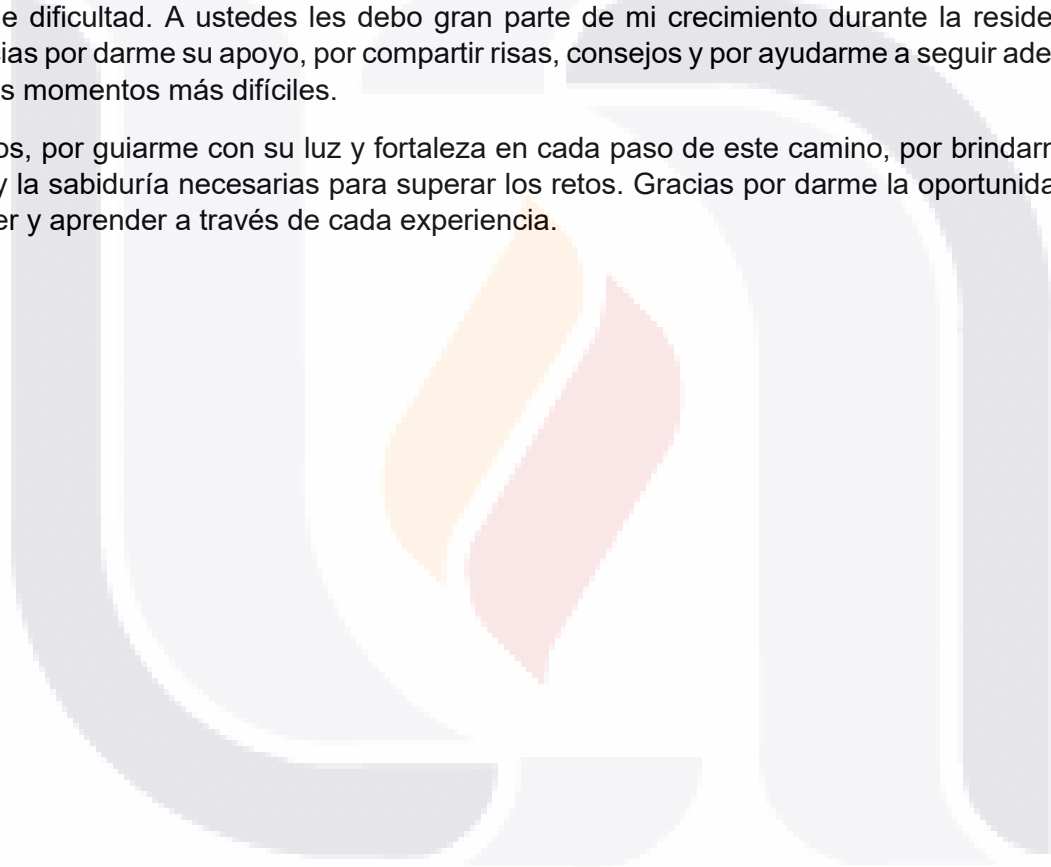 e dificultad. A ustedes les debo gran parte de mi crecimiento durante la reside
ias por darme su apoyo, por compartir risas, consejos y por ayudarme a seguir ade
s momentos más difíciles.
os, por guiarme con su luz y fortaleza en cada paso de este camino, por brindarr
y la sabiduría necesarias para superar los retos. Gracias por darme la oportunida
er y aprender a través de cada experiencia.